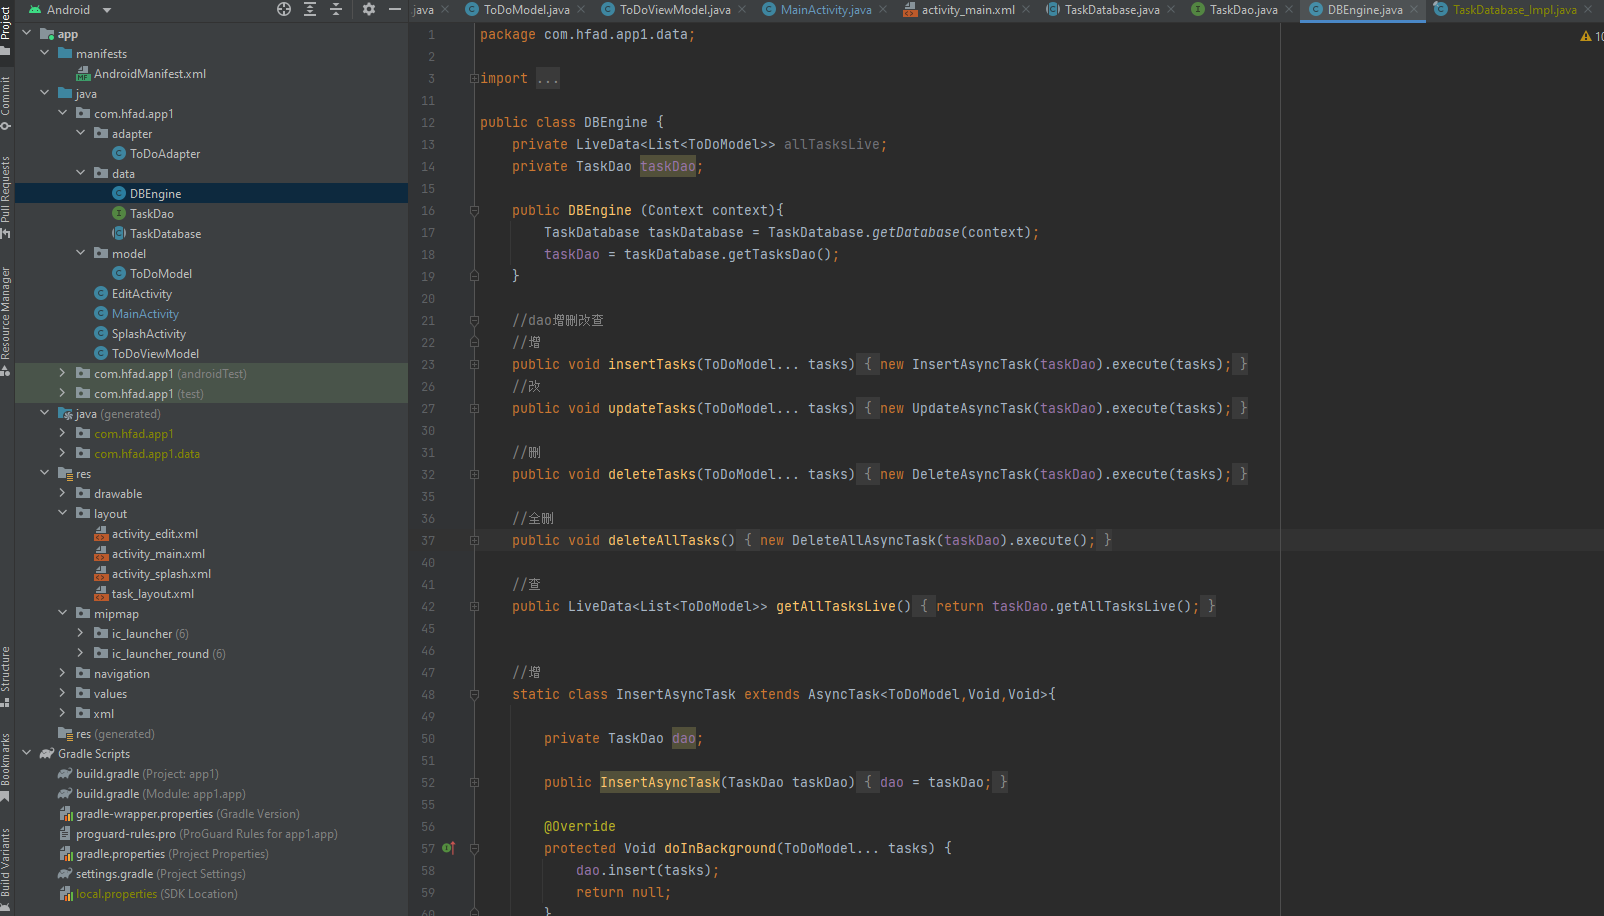 Android
java
ToDoModel.java
ToDoViewModel.java
MainActivity.java
activity_main.xml
TaskDatabase.java
TaskDao.java
DBEngine.java
TaskDatabase_Impl.java
Project
Commit
Pull Requests
Resource Manager
Structure
Bookmarks
Build Variants
app
manifests
AndroidManifest.xml
java
com.hfad.app1
adapter
ToDoAdapter
data
DBEngine
TaskDao
TaskDatabase
model
ToDoModel
EditActivity
MainActivity
SplashActivity
ToDoViewModel
com.hfad.app1 (androidTest)
com.hfad.app1 (test)
java (generated)
com.hfad.app1
com.hfad.app1.data
res
drawable
layout
activity_edit.xml
activity_main.xml
activity_splash.xml
task_layout.xml
mipmap
ic_launcher (6)
ic_launcher_round (6)
navigation
values
xml
res (generated)
Gradle Scripts
build.gradle (Project: app1)
build.gradle (Module: app1.app)
gradle-wrapper.properties (Gradle Version)
proguard-rules.pro (ProGuard Rules for app1.app)
gradle.properties (Project Properties)
settings.gradle (Project Settings)
local.properties (SDK Location)
1 package com.hfad.app1.data;
2
3 import ...
11
12 public class DBEngine {
13 private LiveData<List<ToDoModel>> allTasksLive;
14 private TaskDao taskDao;
15
16 public DBEngine (Context context){
17 TaskDatabase taskDatabase = TaskDatabase.getDatabase(context);
18 taskDao = taskDatabase.getTasksDao();
19 }
20
21 //dao增删改查
22 //增
23 public void insertTasks(ToDoModel... tasks) { new InsertAsyncTask(taskDao).execute(tasks); }
26 //改
27 public void updateTasks(ToDoModel... tasks) { new UpdateAsyncTask(taskDao).execute(tasks); }
30
31 //删
32 public void deleteTasks(ToDoModel... tasks) { new DeleteAsyncTask(taskDao).execute(tasks); }
35
36 //全删
37 public void deleteAllTasks() { new DeleteAllAsyncTask(taskDao).execute(); }
40
41 //查
42 public LiveData<List<ToDoModel>> getAllTasksLive() { return taskDao.getAllTasksLive(); }
45
46
47 //增
48 static class InsertAsyncTask extends AsyncTask<ToDoModel,Void,Void>{
49
50 private TaskDao dao;
51
52 public InsertAsyncTask(TaskDao taskDao) { dao = taskDao; }
55
56 @Override
57 protected Void doInBackground(ToDoModel... tasks) {
58 dao.insert(tasks);
59 return null;
60 }